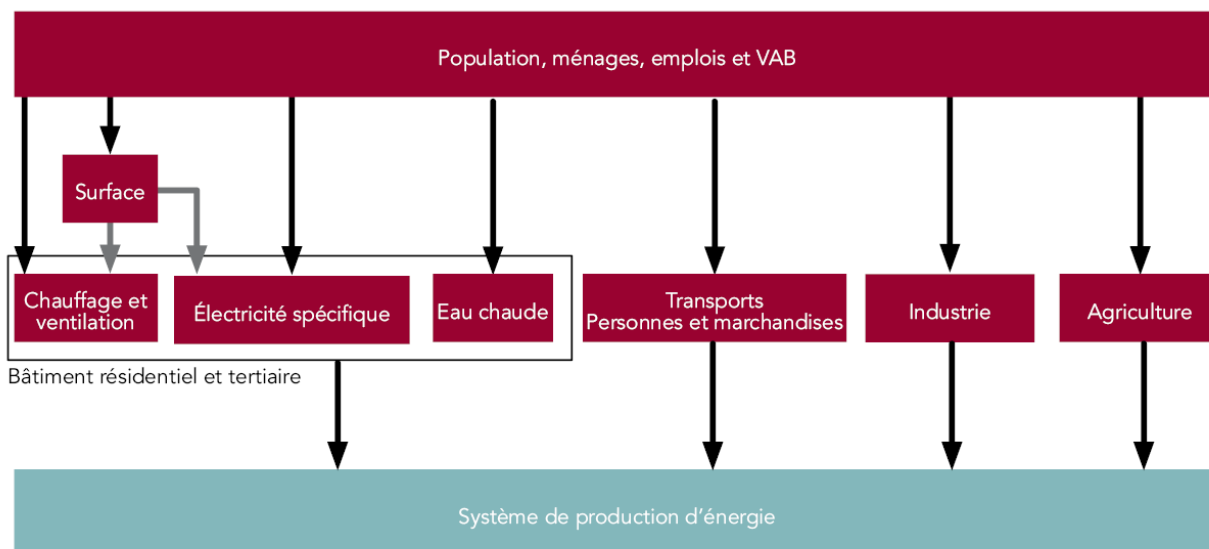 Population, ménages, emplois et VAB
Surface
Chauffage et
ventilation
Électricité spécifique
Eau chaude
Transports
Personnes et marchandises
Industrie
Agriculture
Bâtiment résidentiel et tertiaire
Système de production d’énergie